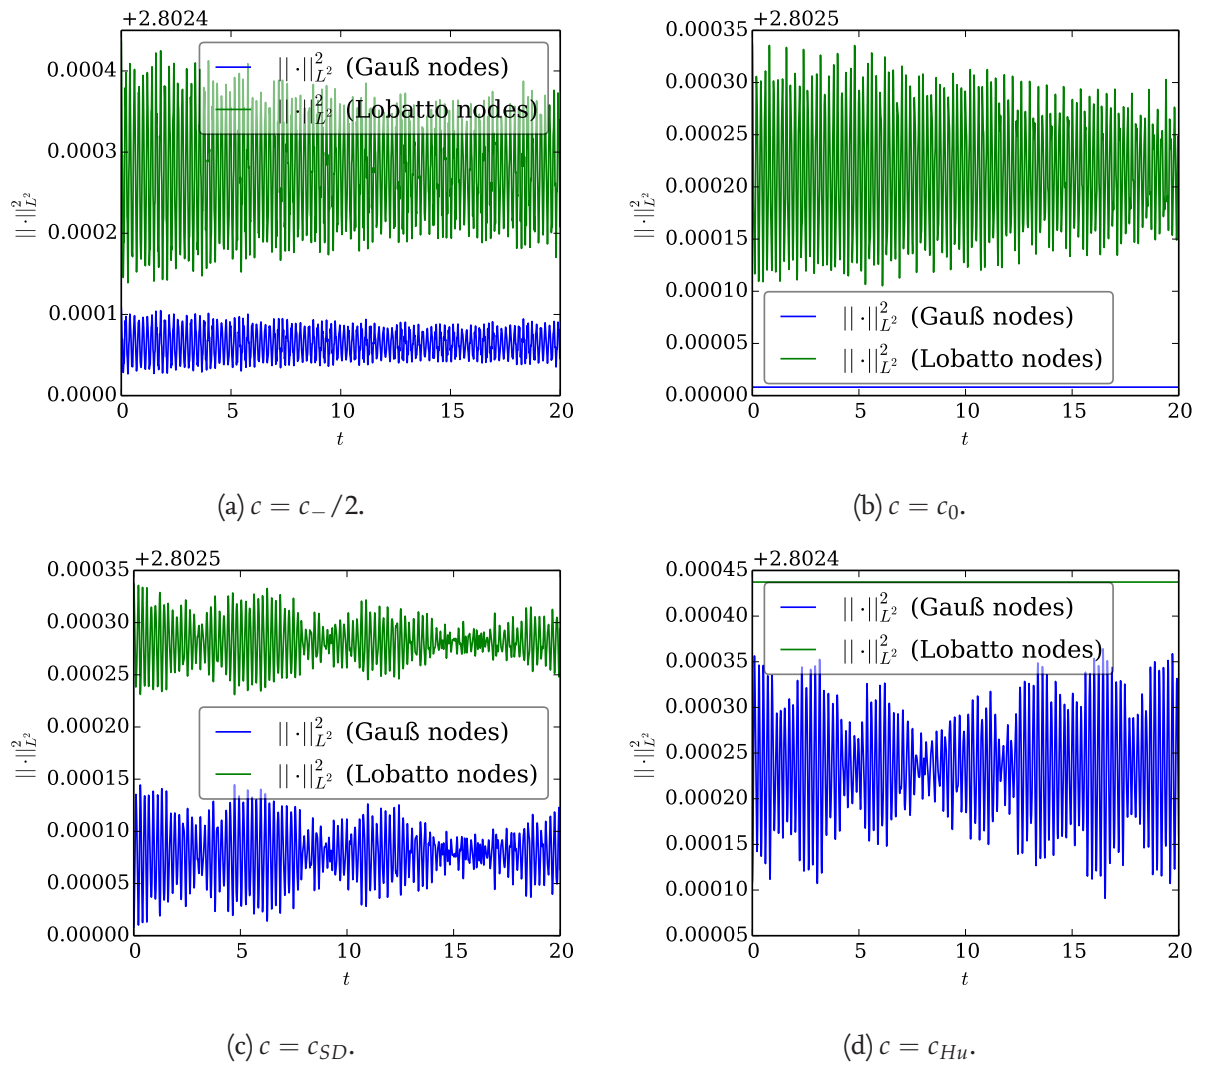 +2.8024
0.0004
0.0003
0.0002
0.0001
0.0000
0 5 10 15 20
t
||·||²_{L²}
||·||²_{L²} (Gauß nodes)
||·||²_{L²} (Lobatto nodes)
(a) c = c₋/2.
+2.8025
0.00035
0.00030
0.00025
0.00020
0.00015
0.00010
0.00005
0.00000
0 5 10 15 20
t
||·||²_{L²}
||·||²_{L²} (Gauß nodes)
||·||²_{L²} (Lobatto nodes)
(b) c = c₀.
+2.8025
0.00035
0.00030
0.00025
0.00020
0.00015
0.00010
0.00005
0.00000
0 5 10 15 20
t
||·||²_{L²}
||·||²_{L²} (Gauß nodes)
||·||²_{L²} (Lobatto nodes)
(c) c = c_{SD}.
+2.8024
0.00045
0.00040
0.00035
0.00030
0.00025
0.00020
0.00015
0.00010
0.00005
0 5 10 15 20
t
||·||²_{L²}
||·||²_{L²} (Gauß nodes)
||·||²_{L²} (Lobatto nodes)
(d) c = c_{Hu}.